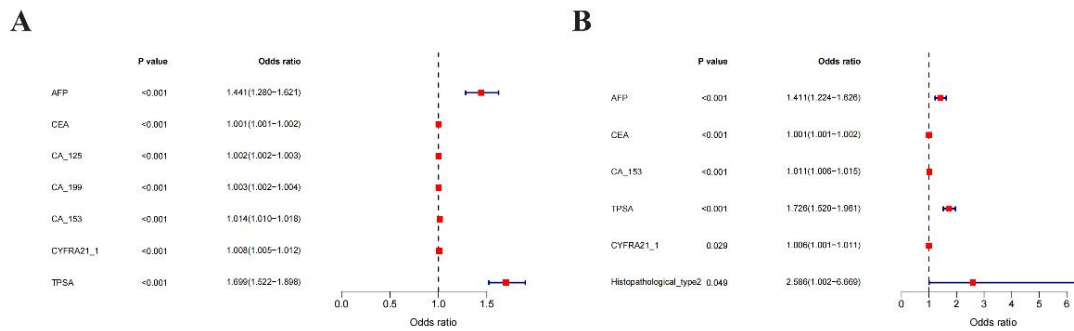 A
P value Odds ratio
AFP <0.001 1.441(1.280−1.621)
CEA <0.001 1.001(1.001−1.002)
CA_125 <0.001 1.002(1.002−1.003)
CA_199 <0.001 1.003(1.002−1.004)
CA_153 <0.001 1.014(1.010−1.018)
CYFRA21_1 <0.001 1.008(1.005−1.012)
TPSA <0.001 1.699(1.522−1.898)
0.0 0.5 1.0 1.5
Odds ratio
B
P value Odds ratio
AFP <0.001 1.411(1.224−1.626)
CEA <0.001 1.001(1.001−1.002)
CA_153 <0.001 1.011(1.006−1.015)
TPSA <0.001 1.726(1.520−1.961)
CYFRA21_1 0.029 1.006(1.001−1.011)
Histopathological_type2 0.049 2.586(1.002−6.669)
0 1 2 3 4 5 6
Odds ratio